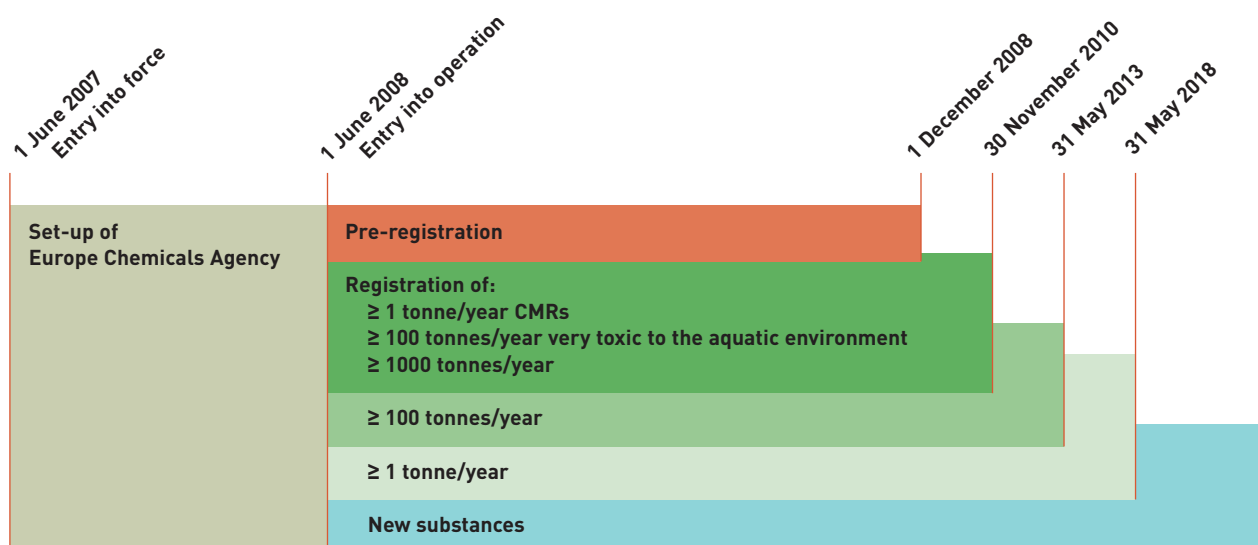 1 June 2007
Entry into force
1 June 2008
Entry into operation
1 December 2008
30 November 2010
31 May 2013
31 May 2018
Set-up of
Europe Chemicals Agency
Pre-registration
Registration of:
≥ 1 tonne/year CMRs
≥ 100 tonnes/year very toxic to the aquatic environment
≥ 1000 tonnes/year
≥ 100 tonnes/year
≥ 1 tonne/year
New substances